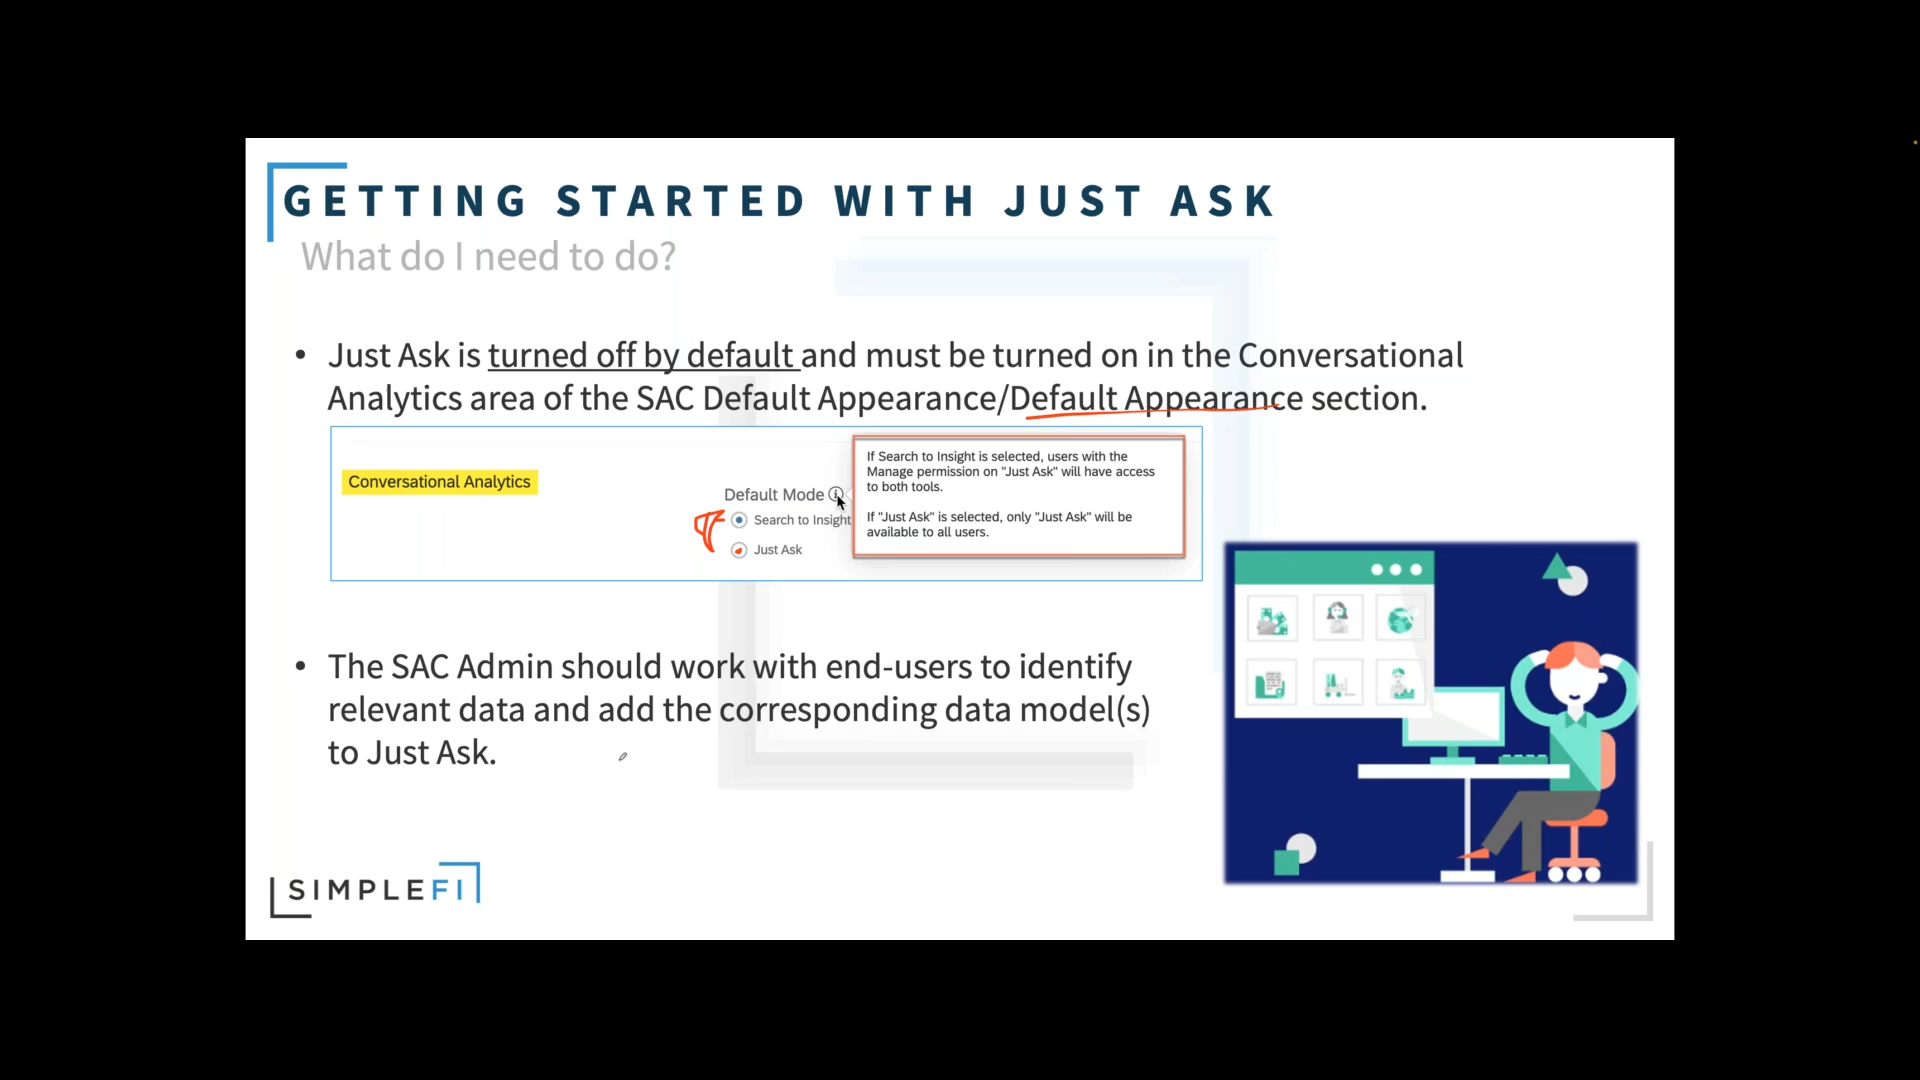 GETTING STARTED WITH JUST ASK
What do I need to do?
• Just Ask is turned off by default and must be turned on in the Conversational
Analytics area of the SAC Default Appearance/Default Appearance section.
Conversational Analytics
Default Mode
Search to Insight
Just Ask
If Search to Insight is selected, users with the
Manage permission on "Just Ask" will have access
to both tools.
If "Just Ask" is selected, only "Just Ask" will be
available to all users.
• The SAC Admin should work with end-users to identify
relevant data and add the corresponding data model(s)
to Just Ask.
SIMPLEFI